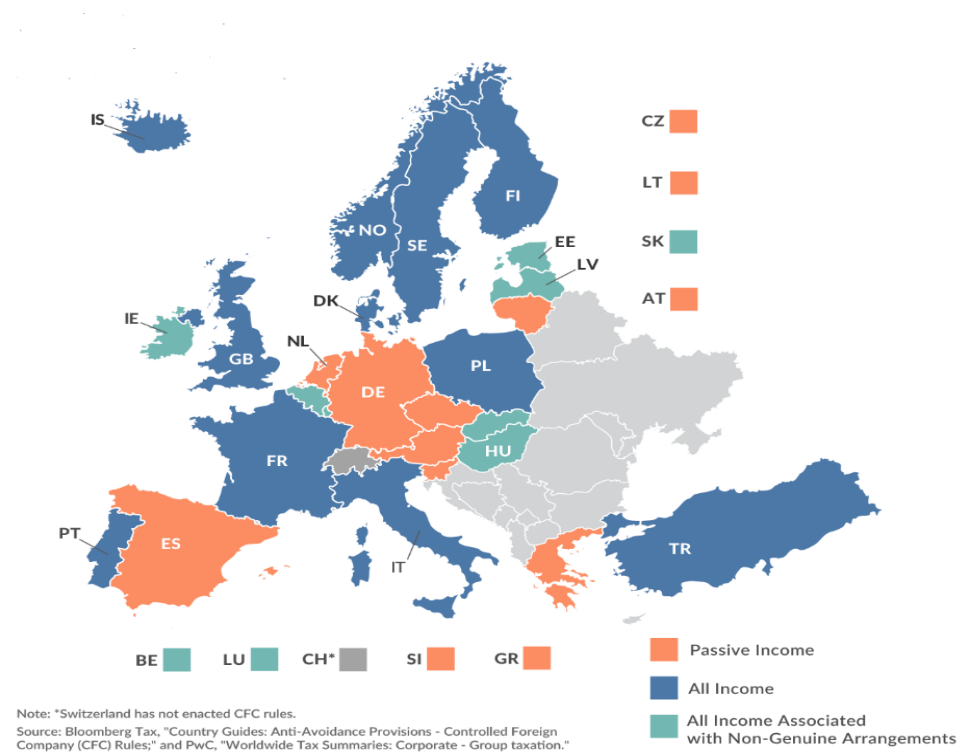 IS
CZ
LT
FI
NO
SE
SK
EE
LV
DK
AT
IE
NL
GB
PL
DE
HU
FR
PT
ES
IT
TR
BE
LU
CH*
SI
GR
Passive Income
All Income
All Income Associated
with Non-Genuine Arrangements
Note: *Switzerland has not enacted CFC rules.
Source: Bloomberg Tax, "Country Guides: Anti-Avoidance Provisions - Controlled Foreign
Company (CFC) Rules;" and PwC, "Worldwide Tax Summaries: Corporate - Group taxation."